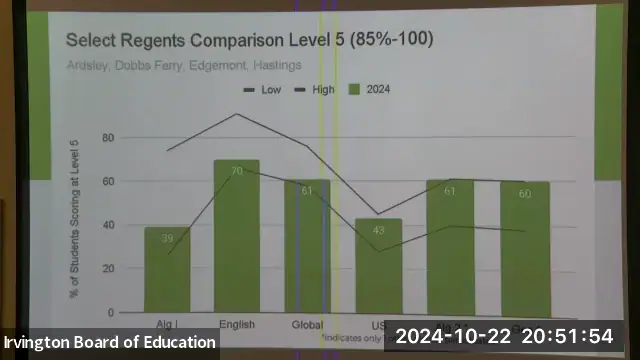 Select Regents Comparison Level 5 (85%-100)
Ardsley, Dobbs Ferry, Edgemont, Hastings
Low High 2024
% of Students Scoring at Level 5
80
60
40
20
0
39
70
61
43
61
60
Alg I English Global US
*Indicates only
Irvington Board of Education
2024-10-22 20:51:54